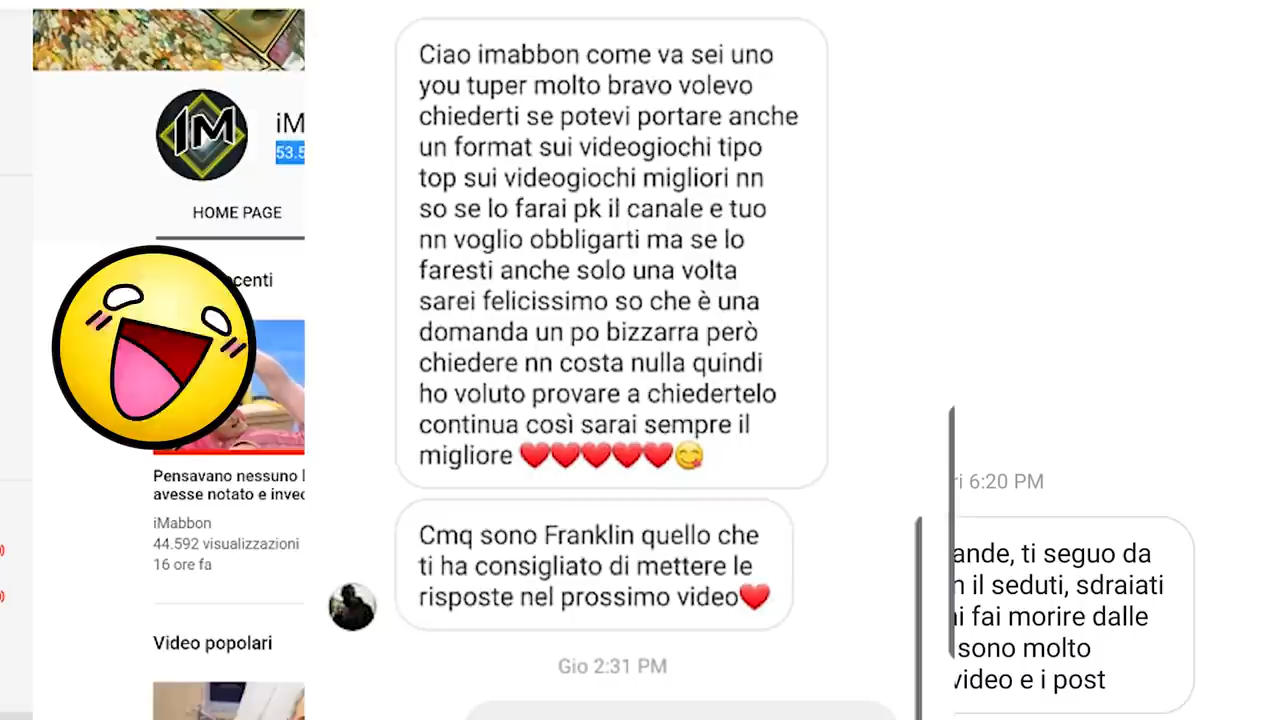 IM
iM
53.5
HOME PAGE
centi
Pensavano nessuno
avesse notato e invec
iMabbon
44.592 visualizzazioni
16 ore fa
Video popolari
Ciao imabbon come va sei uno
you tuper molto bravo volevo
chiederti se potevi portare anche
un format sui videogiochi tipo
top sui videogiochi migliori nn
so se lo farai pk il canale e tuo
nn voglio obbligarti ma se lo
faresti anche solo una volta
sarei felicissimo so che è una
domanda un po bizzarra però
chiedere nn costa nulla quindi
ho voluto provare a chiedertelo
continua così sarai sempre il
migliore ❤️❤️❤️❤️❤️😋
Cmq sono Franklin quello che
ti ha consigliato di mettere le
risposte nel prossimo video❤️
Gio 2:31 PM
ri 6:20 PM
ande, ti seguo da
il seduti, sdraiati
fai morire dalle
sono molto
video e i post